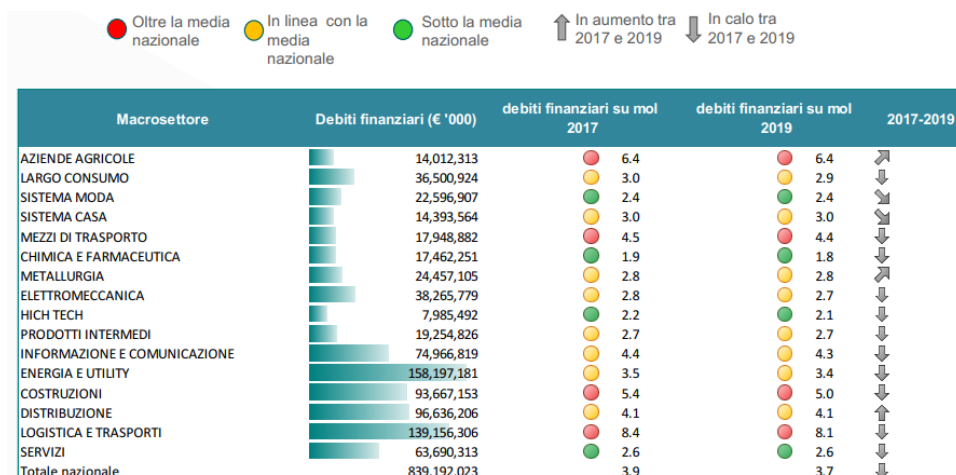 Oltre la media nazionale
In linea con la media nazionale
Sotto la media nazionale
In aumento tra 2017 e 2019
In calo tra 2017 e 2019
Macrosettore Debiti finanziari (€ '000) debiti finanziari su mol 2017 debiti finanziari su mol 2019 2017-2019
AZIENDE AGRICOLE 14,012,313 6.4 6.4
LARGO CONSUMO 36,500,924 3.0 2.9
SISTEMA MODA 22,596,907 2.4 2.4
SISTEMA CASA 14,393,564 3.0 3.0
MEZZI DI TRASPORTO 17,948,882 4.5 4.4
CHIMICA E FARMACEUTICA 17,462,251 1.9 1.8
METALLURGIA 24,457,105 2.8 2.8
ELETTROMECCANICA 38,265,779 2.8 2.7
HICH TECH 7,985,492 2.2 2.1
PRODOTTI INTERMEDI 19,254,826 2.7 2.7
INFORMAZIONE E COMUNICAZIONE 74,966,819 4.4 4.3
ENERGIA E UTILITY 158,197,181 3.5 3.4
COSTRUZIONI 93,667,153 5.4 5.0
DISTRIBUZIONE 96,636,206 4.1 4.1
LOGISTICA E TRASPORTI 139,156,306 8.4 8.1
SERVIZI 63,690,313 2.6 2.6
Totale nazionale 839,192,023 3.9 3.7